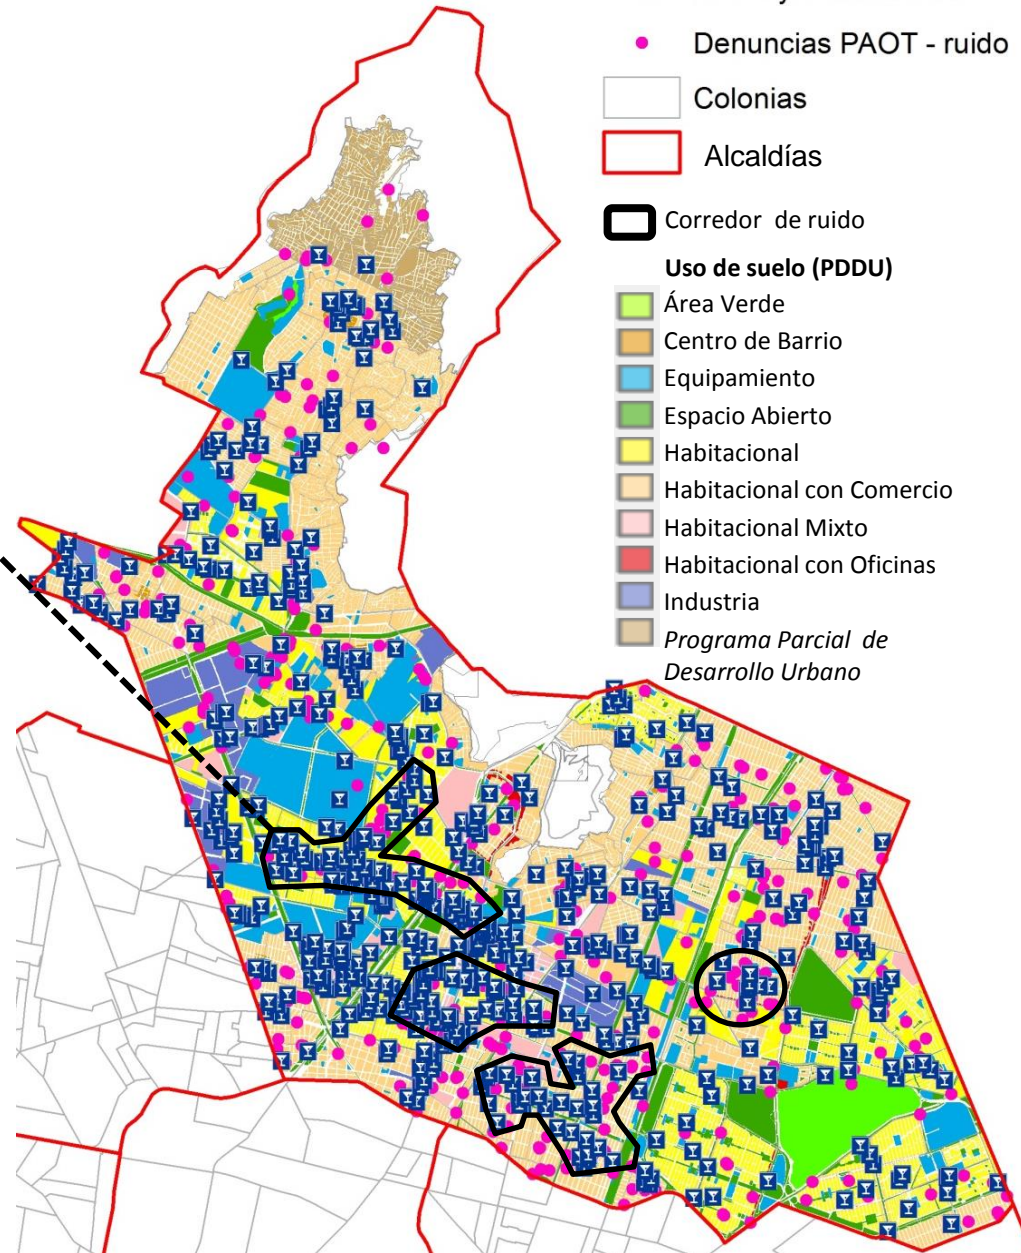 Denuncias PAOT - ruido
Colonias
Alcaldías
Corredor de ruido
Uso de suelo (PDDU)
Área Verde
Centro de Barrio
Equipamiento
Espacio Abierto
Habitacional
Habitacional con Comercio
Habitacional Mixto
Habitacional con Oficinas
Industria
Programa Parcial de
Desarrollo Urbano